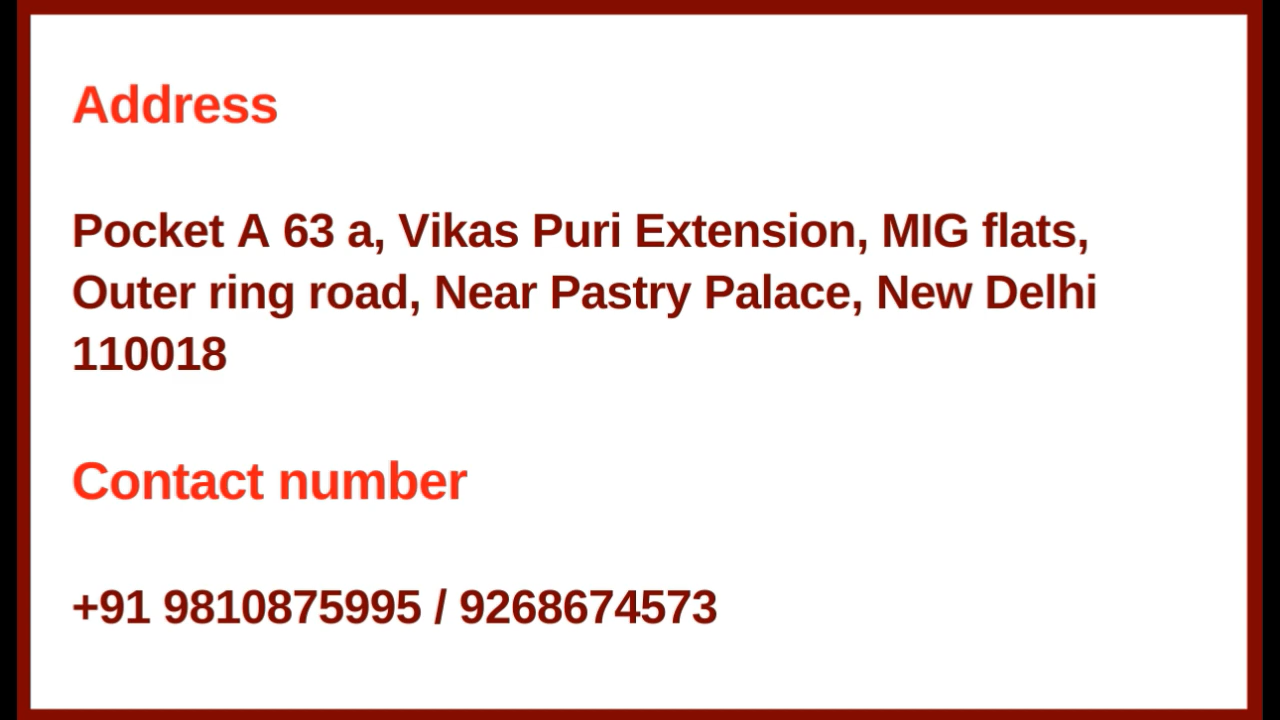 Address
Pocket A 63 a, Vikas Puri Extension, MIG flats,
Outer ring road, Near Pastry Palace, New Delhi
110018
Contact number
+91 9810875995 / 9268674573